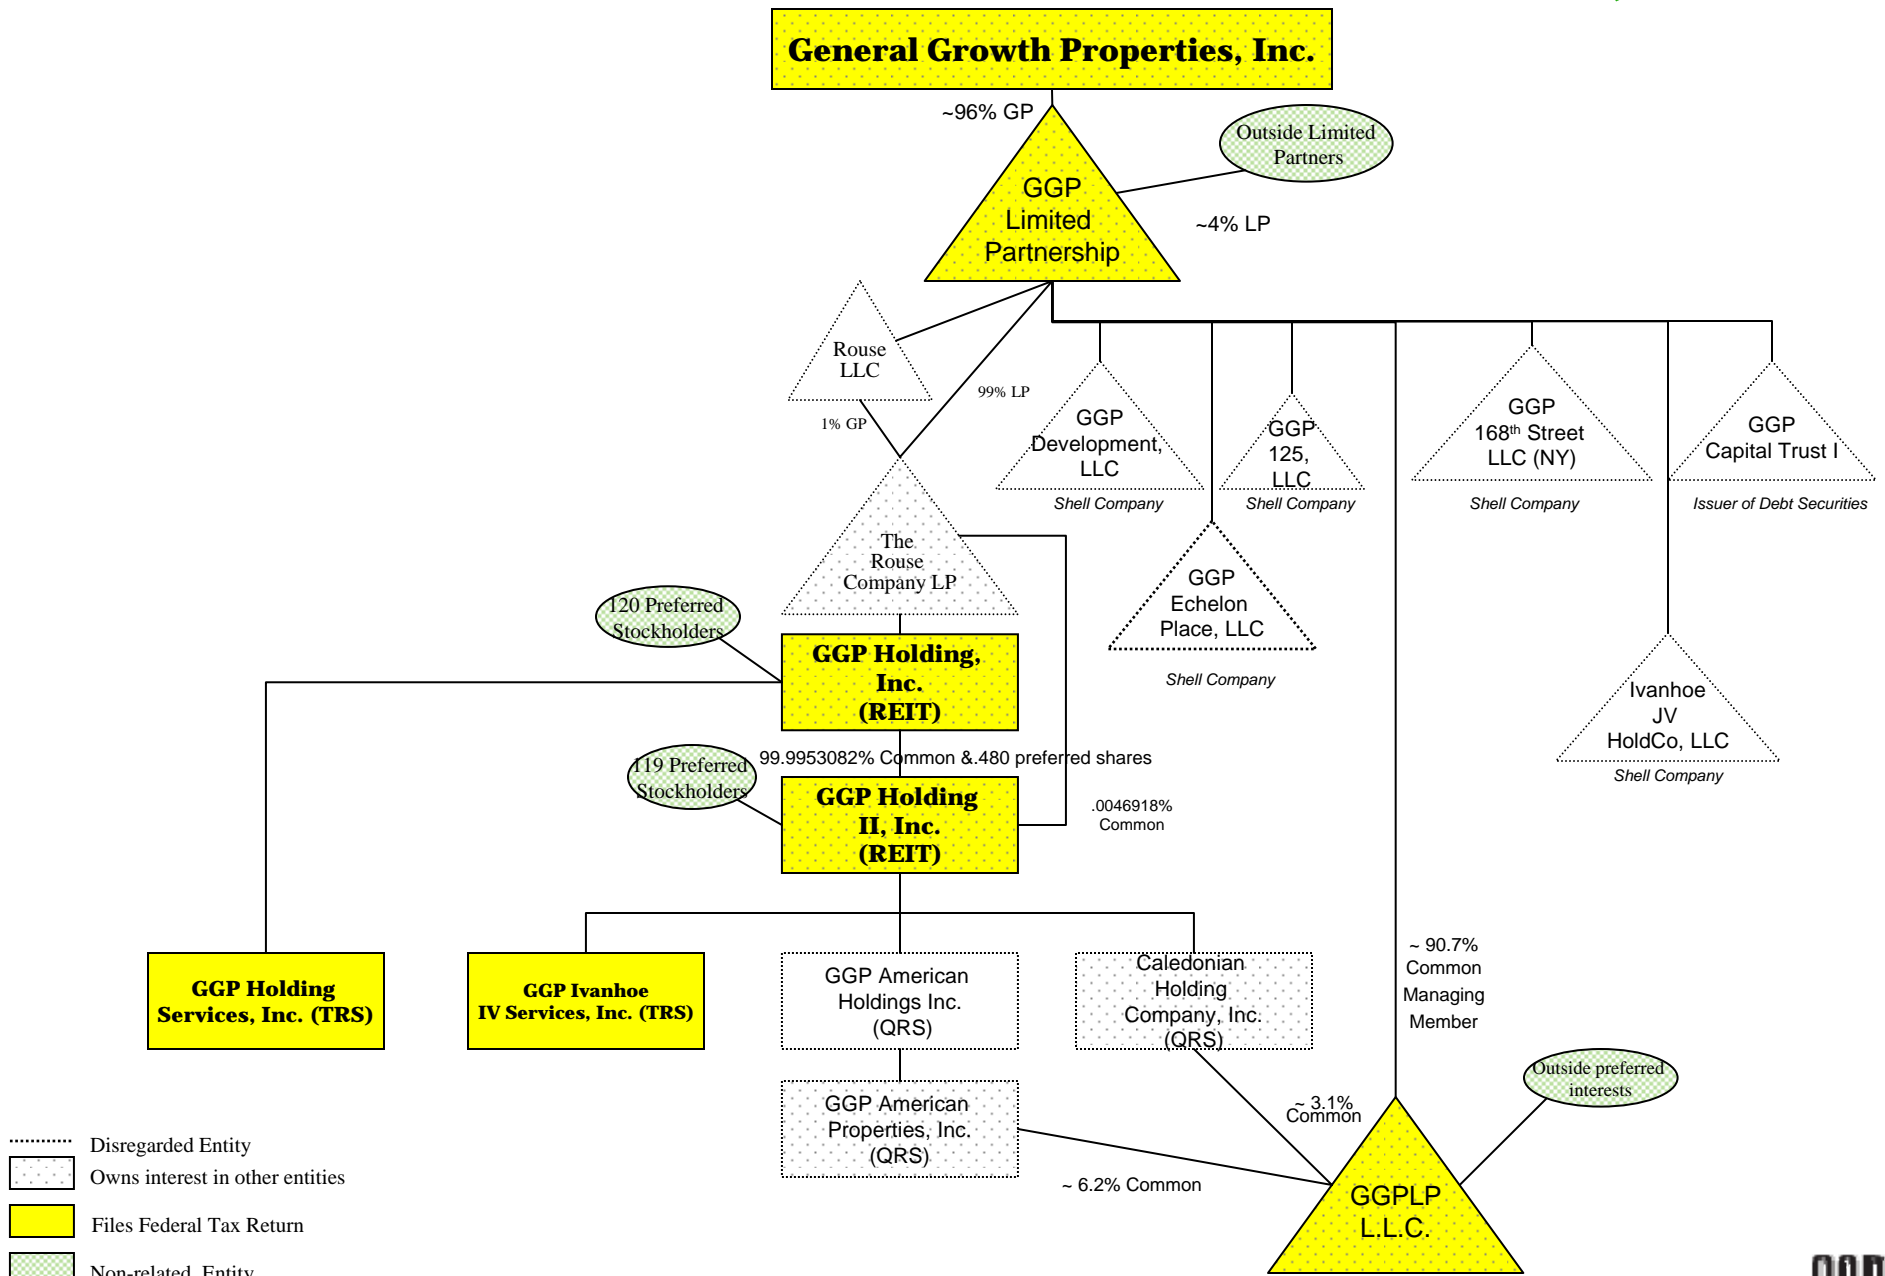 General Growth Properties, Inc.
~96% GP
Outside Limited
Partners
GGP
Limited
Partnership
~4% LP
Rouse
LLC
99% LP
1% GP
GGP
Development,
LLC
Shell Company
GGP
125,
LLC
Shell Company
GGP
168th Street
LLC (NY)
Shell Company
GGP
Capital Trust I
Issuer of Debt Securities
The
Rouse
Company LP
GGP
Echelon
Place, LLC
Shell Company
120 Preferred
Stockholders
GGP Holding,
Inc.
(REIT)
Ivanhoe
JV
HoldCo, LLC
Shell Company
99.9953082% Common &.480 preferred shares
119 Preferred
Stockholders
GGP Holding
II, Inc.
(REIT)
.0046918%
Common
~ 90.7%
Common
Managing
Member
GGP Holding
Services, Inc. (TRS)
GGP Ivanhoe
IV Services, Inc. (TRS)
GGP American
Holdings Inc.
(QRS)
Caledonian
Holding
Company, Inc.
(QRS)
Outside preferred
interests
GGP American
Properties, Inc.
(QRS)
~ 3.1%
Common
~ 6.2% Common
GGPLP
L.L.C.
Disregarded Entity
Owns interest in other entities
Files Federal Tax Return
Non-related Entity